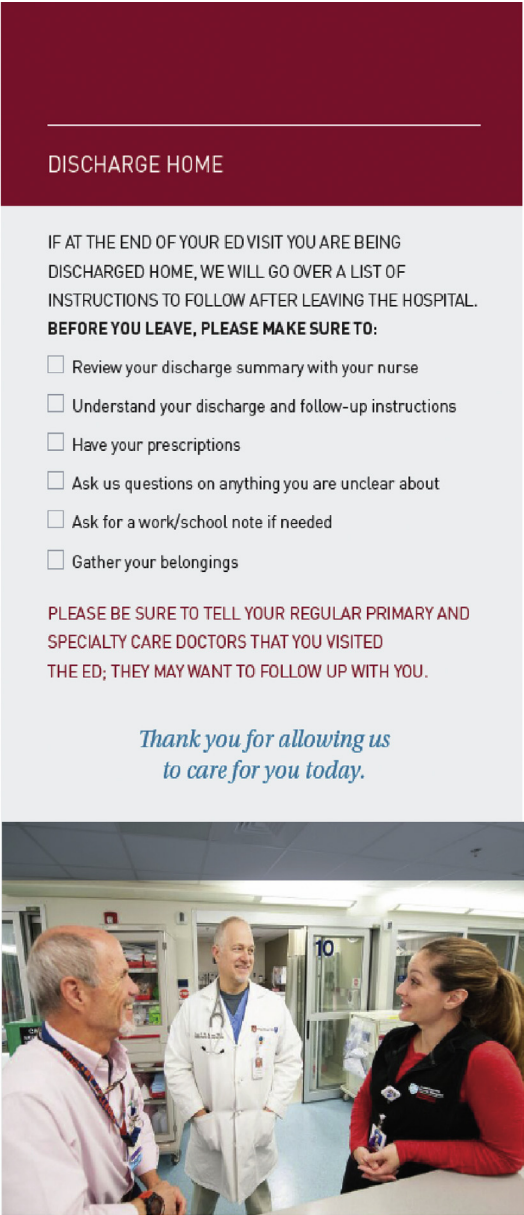 DISCHARGE HOME
IF AT THE END OF YOUR ED VISIT YOU ARE BEING
DISCHARGED HOME, WE WILL GO OVER A LIST OF
INSTRUCTIONS TO FOLLOW AFTER LEAVING THE HOSPITAL.
BEFORE YOU LEAVE, PLEASE MAKE SURE TO:
Review your discharge summary with your nurse
Understand your discharge and follow-up instructions
Have your prescriptions
Ask us questions on anything you are unclear about
Ask for a work/school note if needed
Gather your belongings
PLEASE BE SURE TO TELL YOUR REGULAR PRIMARY AND
SPECIALTY CARE DOCTORS THAT YOU VISITED
THE ED; THEY MAY WANT TO FOLLOW UP WITH YOU.
Thank you for allowing us
to care for you today.
10